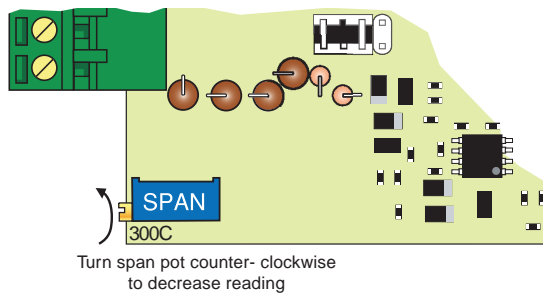 SPAN
300C
Turn span pot counter- clockwise
to decrease reading